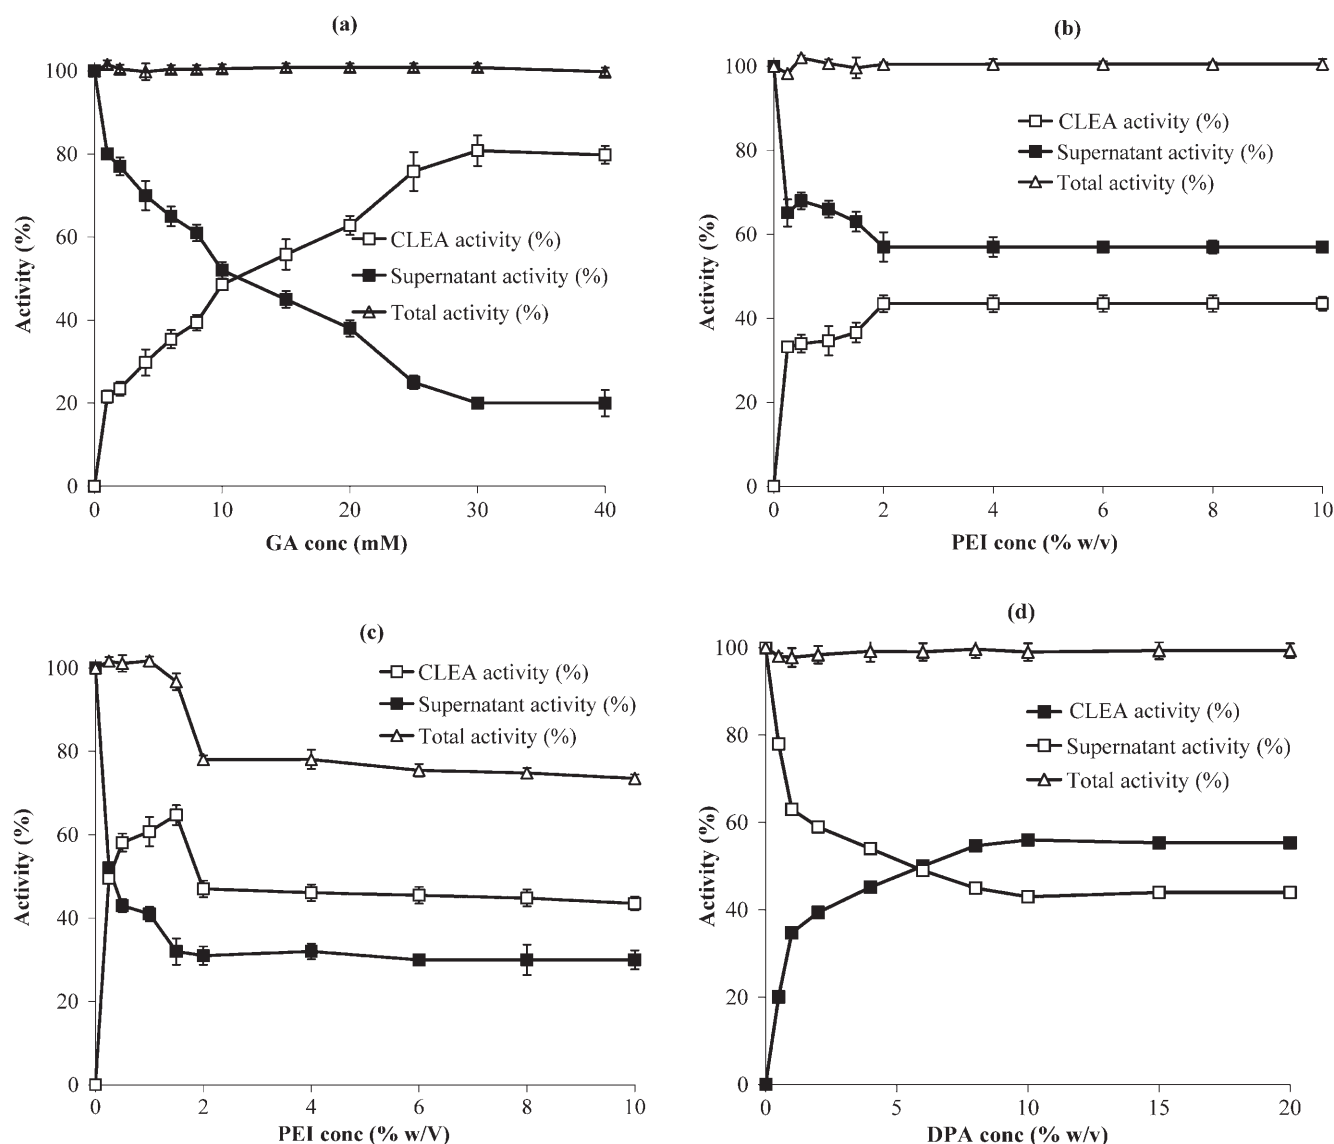 (a)
100
80
60
40
20
0
Activity (%)
CLEA activity (%)
Supernatant activity (%)
Total activity (%)
0 10 20 30 40
GA conc (mM)
(b)
100
80
60
40
20
0
Activity (%)
CLEA activity (%)
Supernatant activity (%)
Total activity (%)
0 2 4 6 8 10
PEI conc (% w/v)
(c)
100
80
60
40
20
0
Activity (%)
CLEA activity (%)
Supernatant activity (%)
Total activity (%)
0 2 4 6 8 10
PEI conc (% w/V)
(d)
100
80
60
40
20
0
Activity (%)
CLEA activity (%)
Supernatant activity (%)
Total activity (%)
0 5 10 15 20
DPA conc (% w/v)